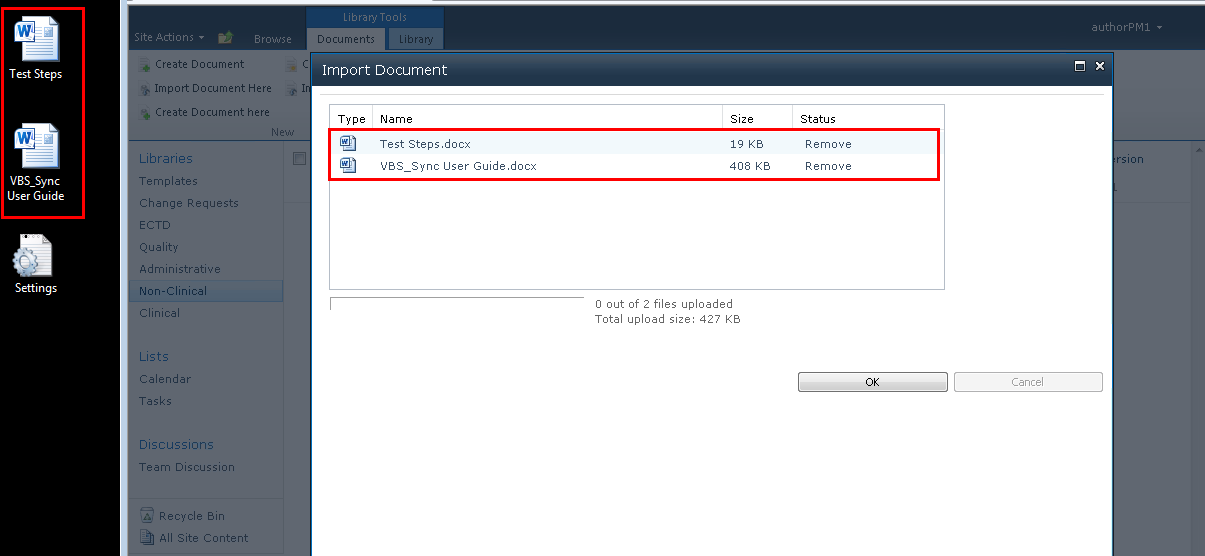 Test Steps
VBS_Sync
User Guide
Settings
Library Tools
Site Actions
Browse
Documents
Library
authorPM1
Create Document
C
Import Document Here
Create Document here
New
Libraries
Templates
Change Requests
ECTD
Quality
Administrative
Non-Clinical
Clinical
Lists
Calendar
Tasks
Discussions
Team Discussion
Recycle Bin
All Site Content
Import Document
Type Name Size Status
Test Steps.docx 19 KB Remove
VBS_Sync User Guide.docx 408 KB Remove
0 out of 2 files uploaded
Total upload size: 427 KB
OK Cancel
ersion